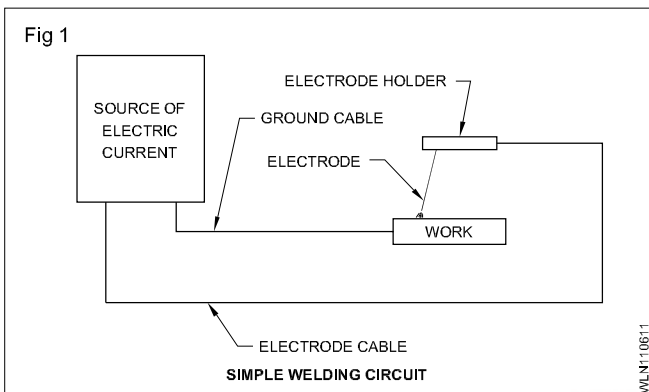 Fig 1
SOURCE OF
ELECTRIC
CURRENT
ELECTRODE HOLDER
GROUND CABLE
ELECTRODE
WORK
ELECTRODE CABLE
SIMPLE WELDING CIRCUIT
WLN110611